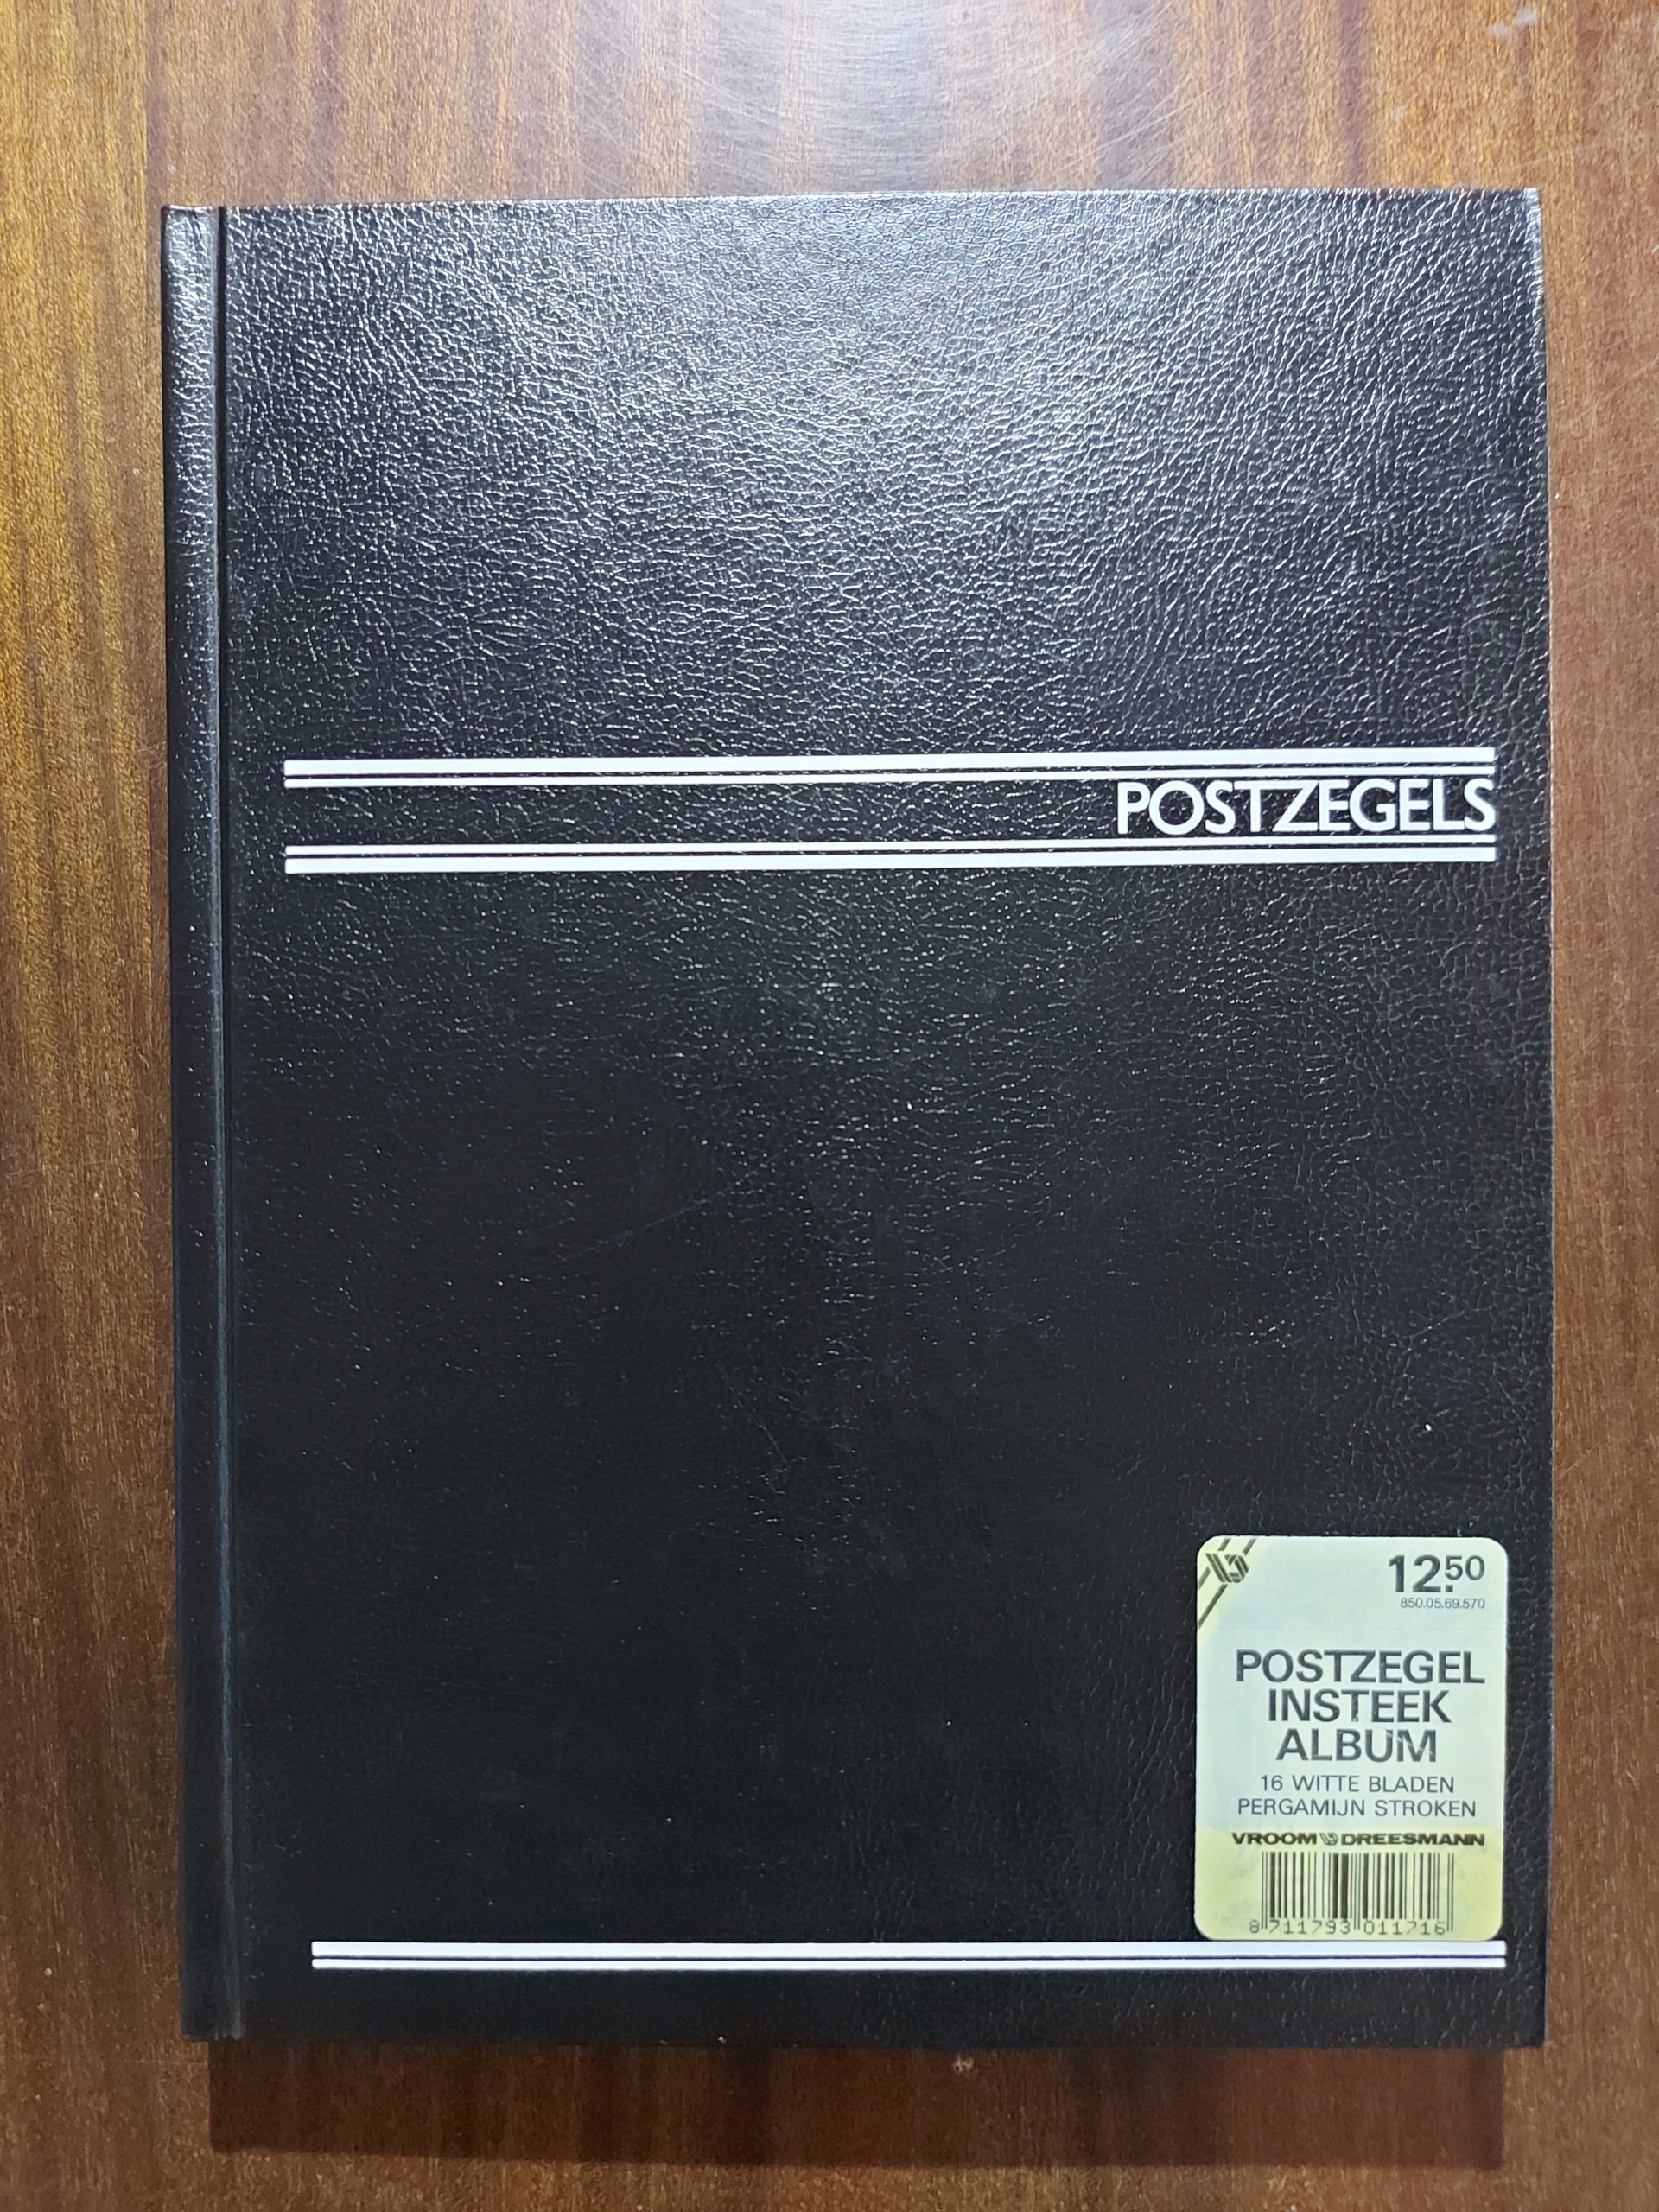 POSTZEGELS
12.50
850.05.69.570
POSTZEGEL
INSTEEK
ALBUM
16 WITTE BLADEN
PERGAMIJN STROKEN
VROOM DREESMANN
8 711793 011716